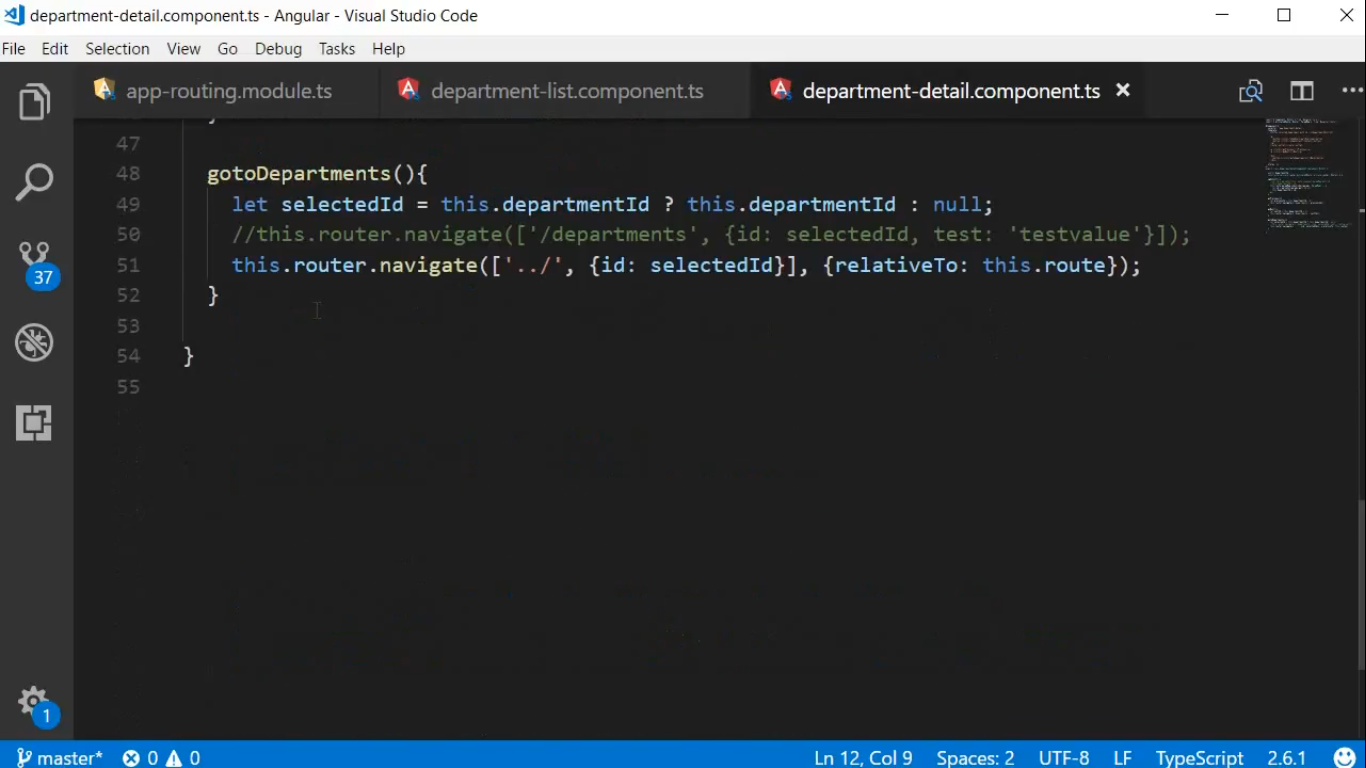 department-detail.component.ts - Angular - Visual Studio Code
File Edit Selection View Go Debug Tasks Help
app-routing.module.ts department-list.component.ts department-detail.component.ts
47
48 gotoDepartments(){
49 let selectedId = this.departmentId ? this.departmentId : null;
50 //this.router.navigate(['/departments', {id: selectedId, test: 'testvalue'}]);
51 this.router.navigate(['../', {id: selectedId}], {relativeTo: this.route});
52 }
53
54 }
55
37
1
master* 0 0 Ln 12, Col 9 Spaces: 2 UTF-8 LF TypeScript 2.6.1